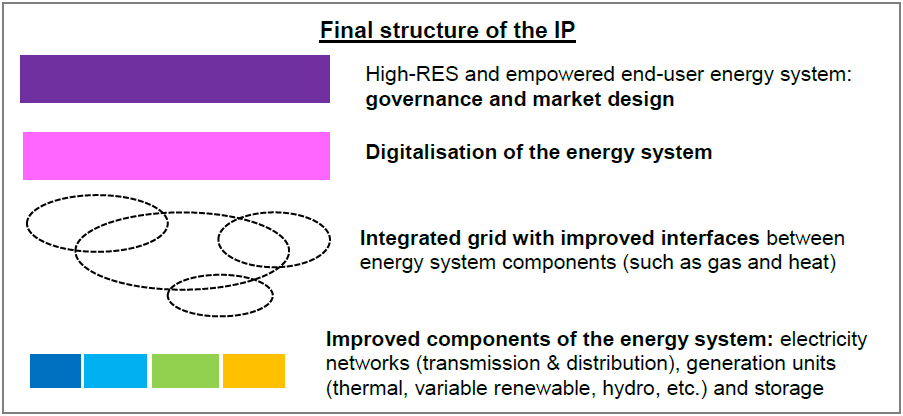 Final structure of the IP
High-RES and empowered end-user energy system:
governance and market design
Digitalisation of the energy system
Integrated grid with improved interfaces between
energy system components (such as gas and heat)
Improved components of the energy system: electricity
networks (transmission & distribution), generation units
(thermal, variable renewable, hydro, etc.) and storage